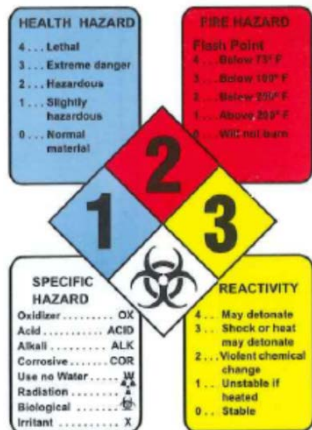 HEALTH HAZARD
4 . . . Lethal
3 . . . Extreme danger
2 . . . Hazardous
1 . . . Slightly
hazardous
0 . . . Normal
material
FIRE HAZARD
Flash Point
4 . . . Below 73° F
3 . . . Below 100° F
2 . . . Below 200° F
1 . . . Above 200° F
0 . . . Will not burn
2
1
3
SPECIFIC
HAZARD
Oxidizer ......... OX
Acid ......... ACID
Alkali ......... ALK
Corrosive ....... COR
Use no Water ... W
Radiation .......
Biological .......
Irritant ......... X
REACTIVITY
4 . . May detonate
3 . . Shock or heat
may detonate
2 . . Violent chemical
change
1 . . Unstable if
heated
0 . . Stable